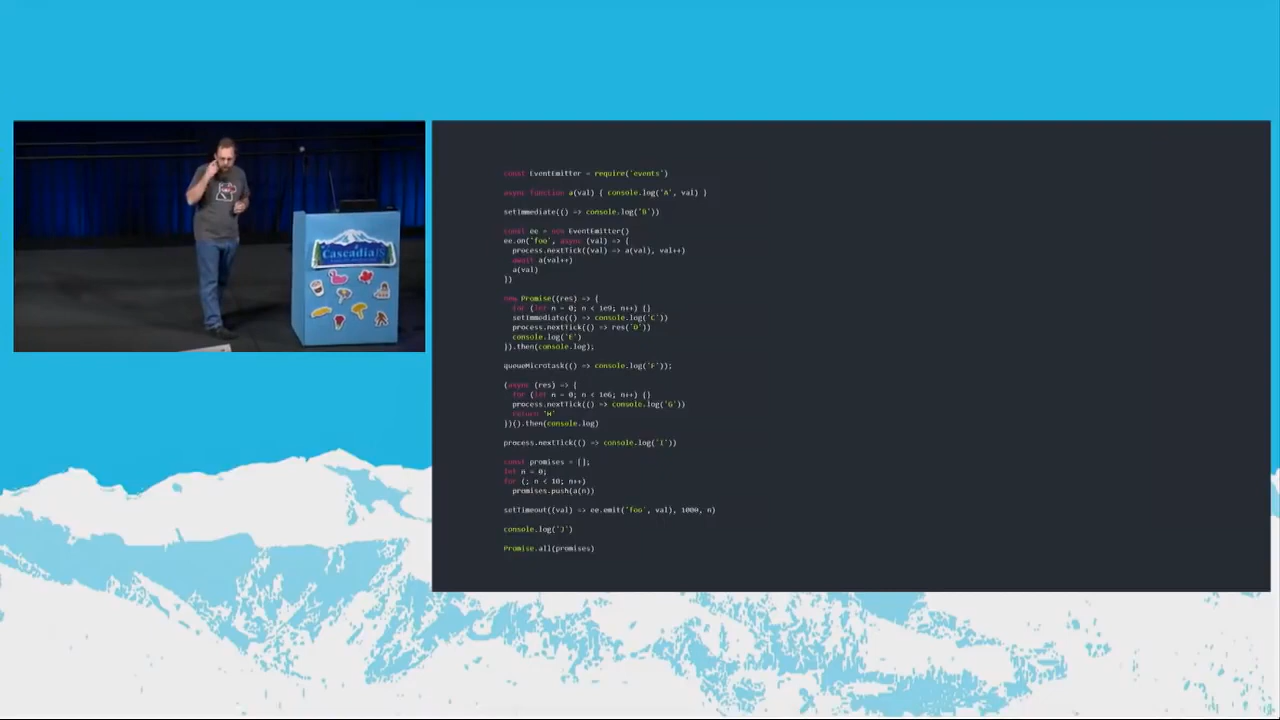 CascadiaJS
const EventEmitter = require('events')
async function a(val) { console.log('A', val) }
setImmediate(() => console.log('B'))
const ee = new EventEmitter()
ee.on('foo', async (val) => {
process.nextTick((val) => a(val), val++)
await a(val++)
a(val)
})
new Promise((res) => {
for (let n = 0; n < 1e9; n++) {}
setImmediate(() => console.log('C'))
process.nextTick(() => res('D'))
console.log('E')
}).then(console.log);
queueMicrotask(() => console.log('F'));
(async (res) => {
for (let n = 0; n < 1e6; n++) {}
process.nextTick(() => console.log('G'))
return 'H'
})().then(console.log)
process.nextTick(() => console.log('I'))
const promises = [];
let n = 0;
for (; n < 10; n++)
promises.push(a(n))
setTimeout((val) => ee.emit('foo', val), 1000, n)
console.log('J')
Promise.all(promises)